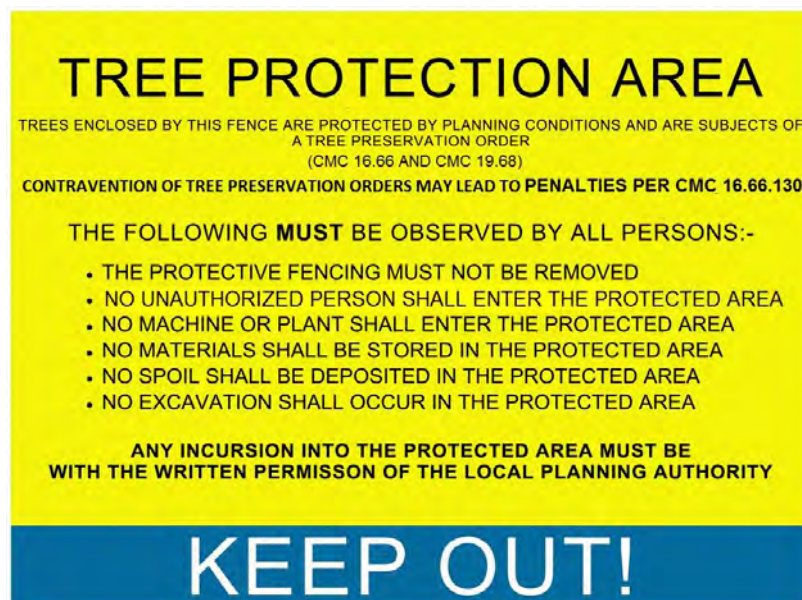 TREE PROTECTION AREA
TREES ENCLOSED BY THIS FENCE ARE PROTECTED BY PLANNING CONDITIONS AND ARE SUBJECTS OF
A TREE PRESERVATION ORDER
(CMC 16.66 AND CMC 19.68)
CONTRAVENTION OF TREE PRESERVATION ORDERS MAY LEAD TO PENALTIES PER CMC 16.66.130
THE FOLLOWING MUST BE OBSERVED BY ALL PERSONS:-
• THE PROTECTIVE FENCING MUST NOT BE REMOVED
• NO UNAUTHORIZED PERSON SHALL ENTER THE PROTECTED AREA
• NO MACHINE OR PLANT SHALL ENTER THE PROTECTED AREA
• NO MATERIALS SHALL BE STORED IN THE PROTECTED AREA
• NO SPOIL SHALL BE DEPOSITED IN THE PROTECTED AREA
• NO EXCAVATION SHALL OCCUR IN THE PROTECTED AREA
ANY INCURSION INTO THE PROTECTED AREA MUST BE
WITH THE WRITTEN PERMISSON OF THE LOCAL PLANNING AUTHORITY
KEEP OUT!